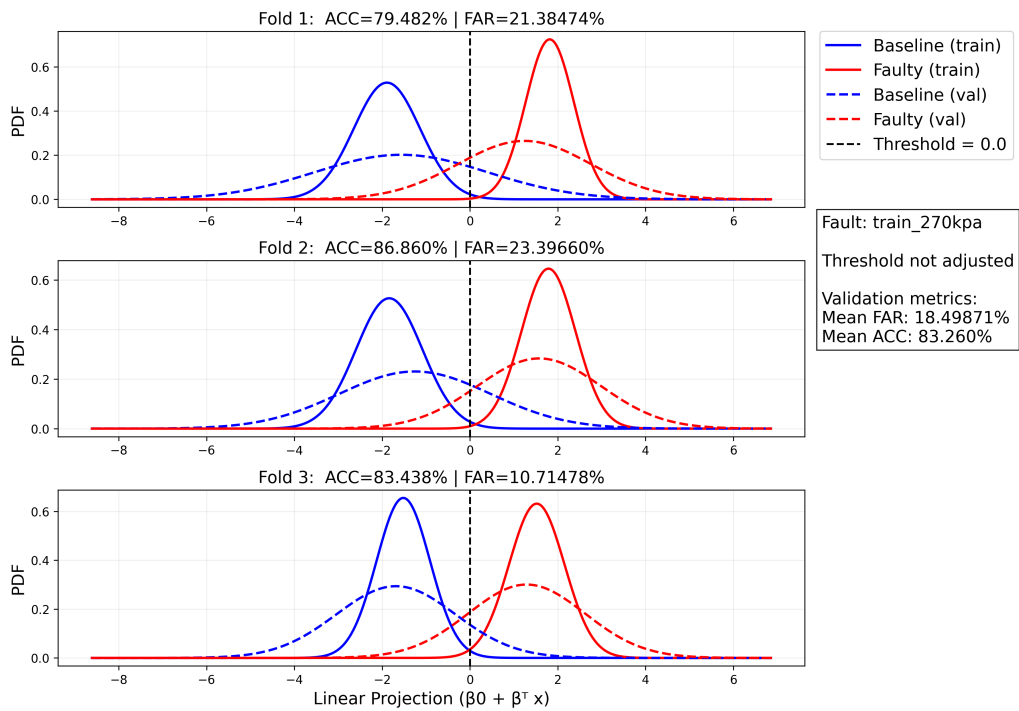 Fold 1:  ACC=79.482% | FAR=21.38474%
PDF
0.6
0.4
0.2
0.0
−8
−6
−4
−2
0
2
4
6
Baseline (train)
Faulty (train)
Baseline (val)
Faulty (val)
Threshold = 0.0
Fault: train_270kpa
Threshold not adjusted
Validation metrics:
Mean FAR: 18.49871%
Mean ACC: 83.260%
Fold 2:  ACC=86.860% | FAR=23.39660%
PDF
0.6
0.4
0.2
0.0
−8
−6
−4
−2
0
2
4
6
Fold 3:  ACC=83.438% | FAR=10.71478%
PDF
0.6
0.4
0.2
0.0
−8
−6
−4
−2
0
2
4
6
Linear Projection (β0 + βᵀ x)